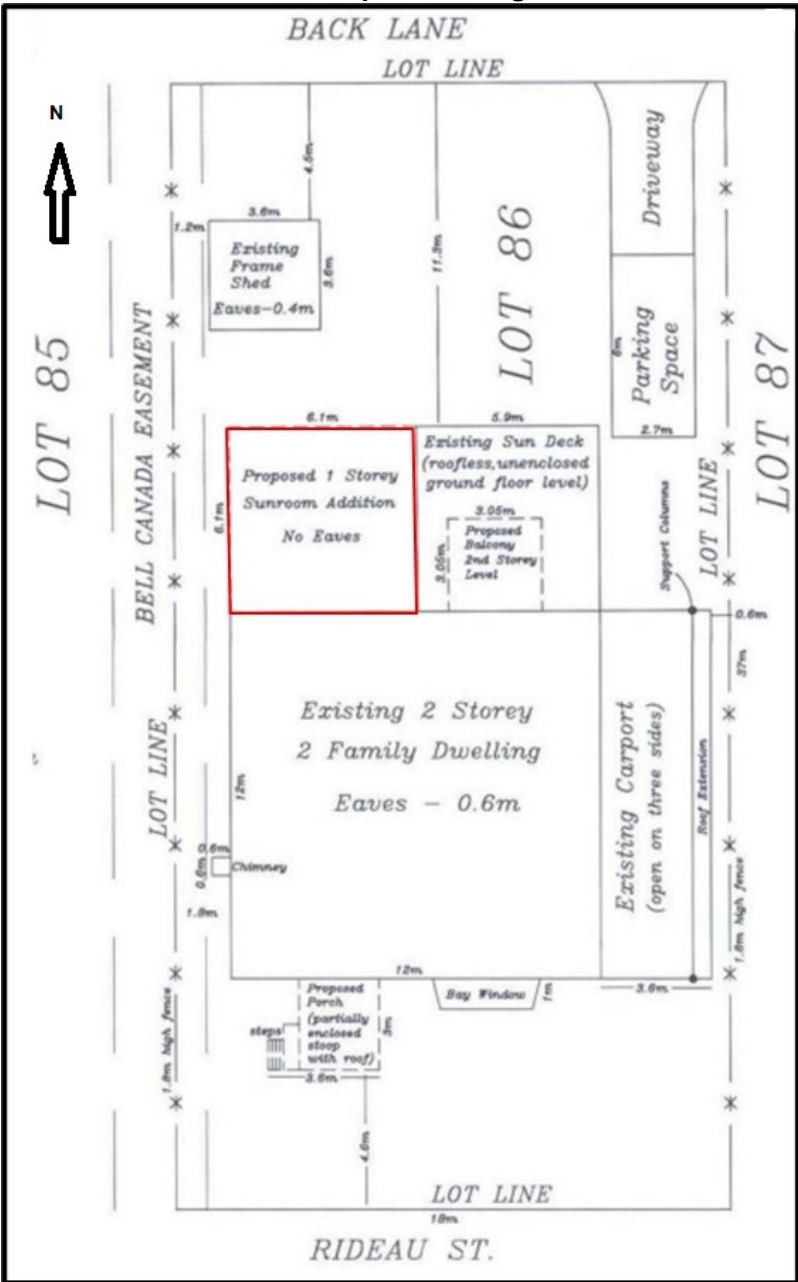 BACK LANE
LOT LINE
N
4.5m
Driveway
3.6m
1.2m
Existing
Frame
Shed
Eaves-0.4m
3.6m
11.3m
LOT 86
LOT 85
BELL CANADA EASEMENT
6m
Parking
Space
2.7m
LOT 87
6.1m
5.9m
Proposed 1 Storey
Sunroom Addition
No Eaves
6.1m
Existing Sun Deck
(roofless,unenclosed
ground floor level)
3.05m
3.05m
Proposed
Balcony
2nd Storey
Level
Support Columns
LOT LINE
0.6m
37m
Existing 2 Storey
2 Family Dwelling
Eaves - 0.6m
LOT LINE
12m
Existing Carport
(open on three sides)
Roof Extension
0.6m
0.6m
Chimney
1.8m
1.8m high fence
12m
3.6m
Proposed
Porch
(partially
enclosed
stoop
with roof)
3m
Bay Window
1m
steps
3.6m
1.8m high fence
4.6m
LOT LINE
18m
RIDEAU ST.